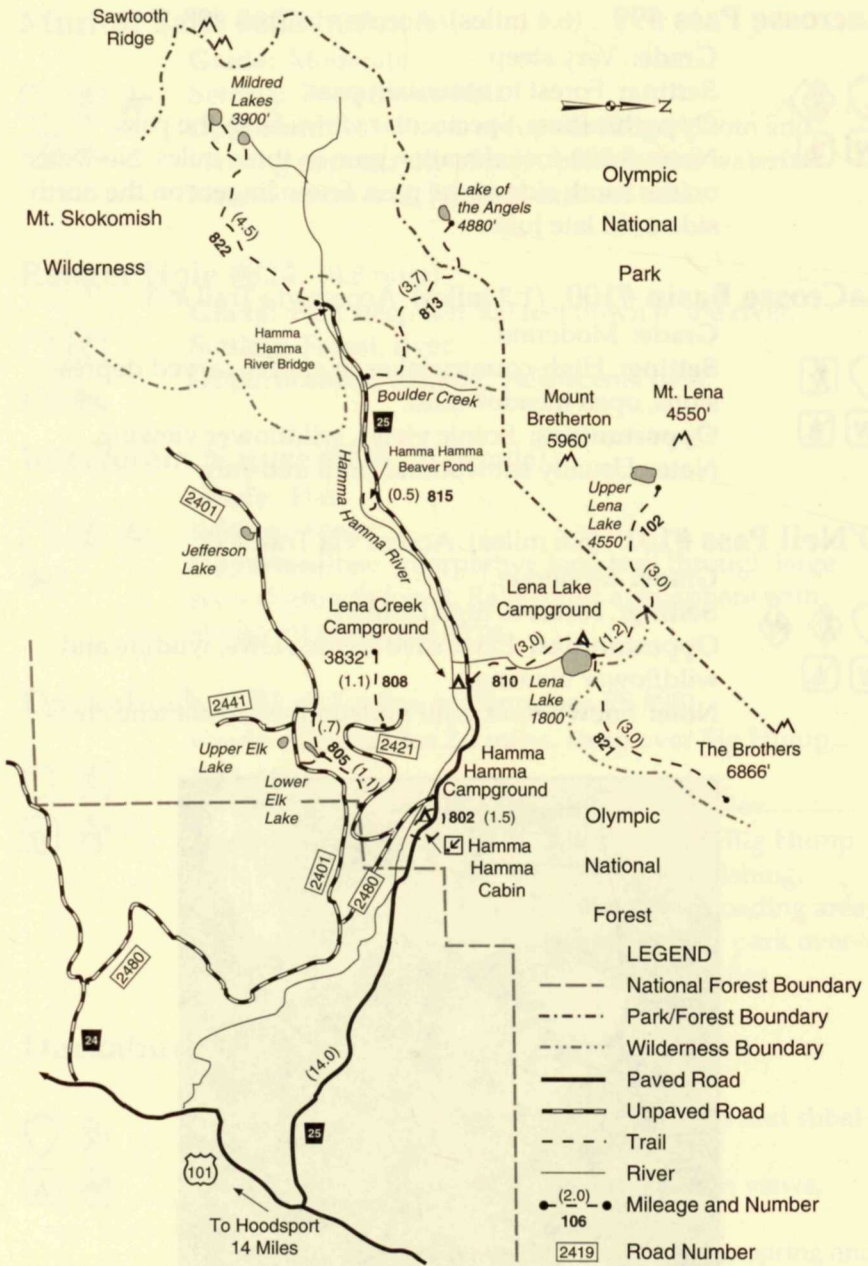 Sawtooth
Ridge
Mildred
Lakes
3900'
N
Olympic
National
Park
Lake of
the Angels
4880'
Mt. Skokomish
Wilderness
(4.5)
822
(3.7)
813
Hamma
Hamma
River Bridge
Boulder Creek
25
Mount
Bretherton
5960'
Mt. Lena
4550'
Hamma Hamma
Beaver Pond
(0.5) 815
Hamma Hamma River
2401
Jefferson
Lake
Upper
Lena
Lake
4550'
102
(3.0)
Lena Creek
Campground
Lena Lake
Campground
3832'
(1.1) 808
(3.0)
810
(1.2)
Lena
Lake
1800'
2441
(.7)
805
(1.1)
2421
Upper Elk
Lake
Lower
Elk
Lake
821
(3.0)
The Brothers
6866'
Hamma
Hamma
Campground
802 (1.5)
Hamma
Hamma
Cabin
Olympic
National
Forest
2401
2480
2480
24
(14.0)
25
101
To Hoodsport
14 Miles
LEGEND
National Forest Boundary
Park/Forest Boundary
Wilderness Boundary
Paved Road
Unpaved Road
Trail
River
(2.0)
106
Mileage and Number
2419 Road Number